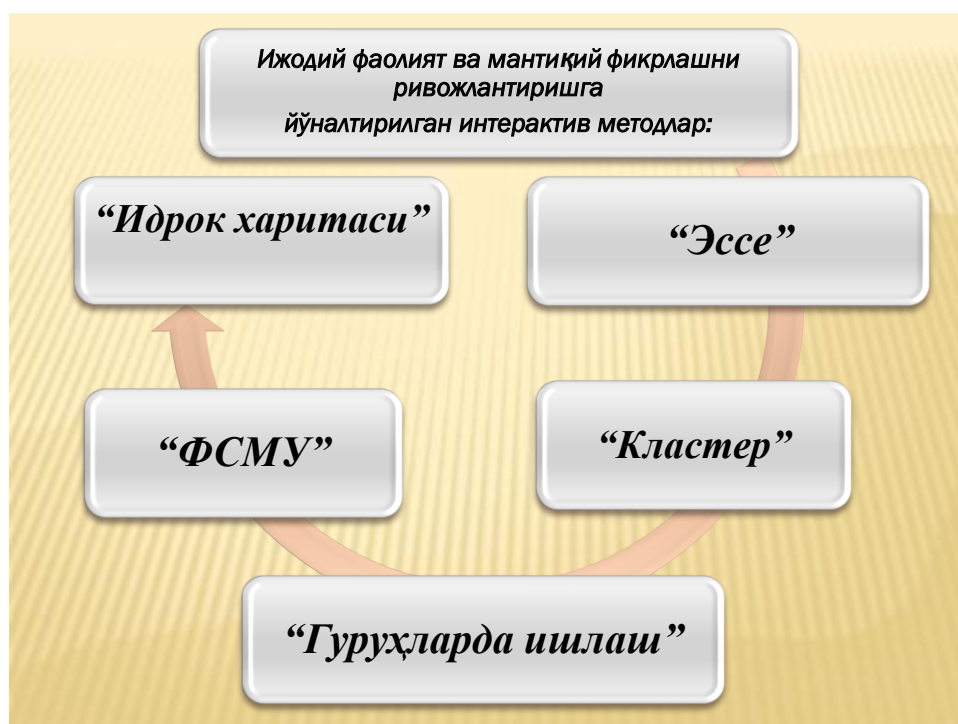 Ижодий фаолият ва мантиқий фикрлашни
ривожлантиришга
йўналтирилган интерактив методлар:
“Идрок харитаси”
“Эссе”
“ФСМУ”
“Кластер”
“Гуруҳларда ишлаш”